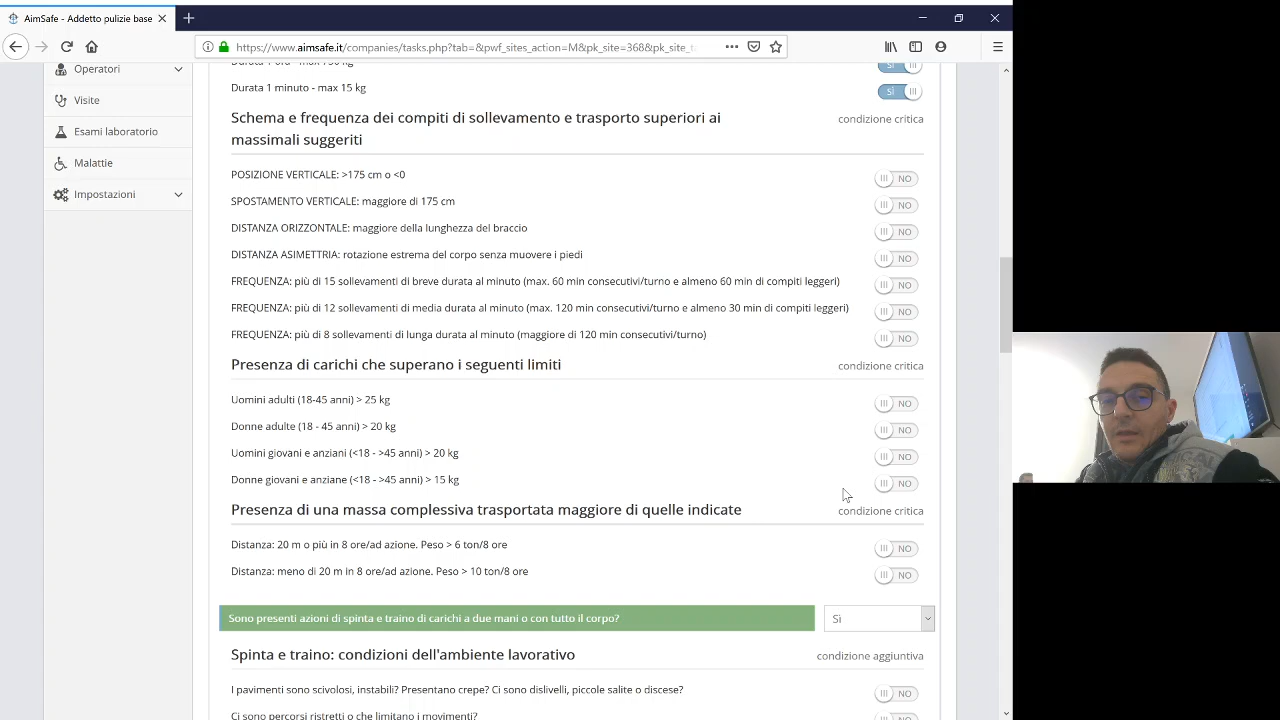 AimSafe - Addetto pulizie base
https://www.aimsafe.it/companies/tasks.php?tab=&pwf_sites_action=M&pk_site=368&pk_site_t
Operatori
Visite
Esami laboratorio
Malattie
Impostazioni
SÌ
Durata 1 minuto - max 15 kg
SÌ
Schema e frequenza dei compiti di sollevamento e trasporto superiori ai
massimali suggeriti
condizione critica
POSIZIONE VERTICALE: >175 cm o <0
NO
SPOSTAMENTO VERTICALE: maggiore di 175 cm
NO
DISTANZA ORIZZONTALE: maggiore della lunghezza del braccio
NO
DISTANZA ASIMETTRIA: rotazione estrema del corpo senza muovere i piedi
NO
FREQUENZA: più di 15 sollevamenti di breve durata al minuto (max. 60 min consecutivi/turno e almeno 60 min di compiti leggeri)
NO
FREQUENZA: più di 12 sollevamenti di media durata al minuto (max. 120 min consecutivi/turno e almeno 30 min di compiti leggeri)
NO
FREQUENZA: più di 8 sollevamenti di lunga durata al minuto (maggiore di 120 min consecutivi/turno)
NO
Presenza di carichi che superano i seguenti limiti
condizione critica
Uomini adulti (18-45 anni) > 25 kg
NO
Donne adulte (18 - 45 anni) > 20 kg
NO
Uomini giovani e anziani (<18 - >45 anni) > 20 kg
NO
Donne giovani e anziane (<18 - >45 anni) > 15 kg
NO
Presenza di una massa complessiva trasportata maggiore di quelle indicate
condizione critica
Distanza: 20 m o più in 8 ore/ad azione. Peso > 6 ton/8 ore
NO
Distanza: meno di 20 m in 8 ore/ad azione. Peso > 10 ton/8 ore
NO
Sono presenti azioni di spinta e traino di carichi a due mani o con tutto il corpo?
Sì
Spinta e traino: condizioni dell'ambiente lavorativo
condizione aggiuntiva
I pavimenti sono scivolosi, instabili? Presentano crepe? Ci sono dislivelli, piccole salite o discese?
NO
Ci sono percorsi ristretti o che limitano i movimenti?